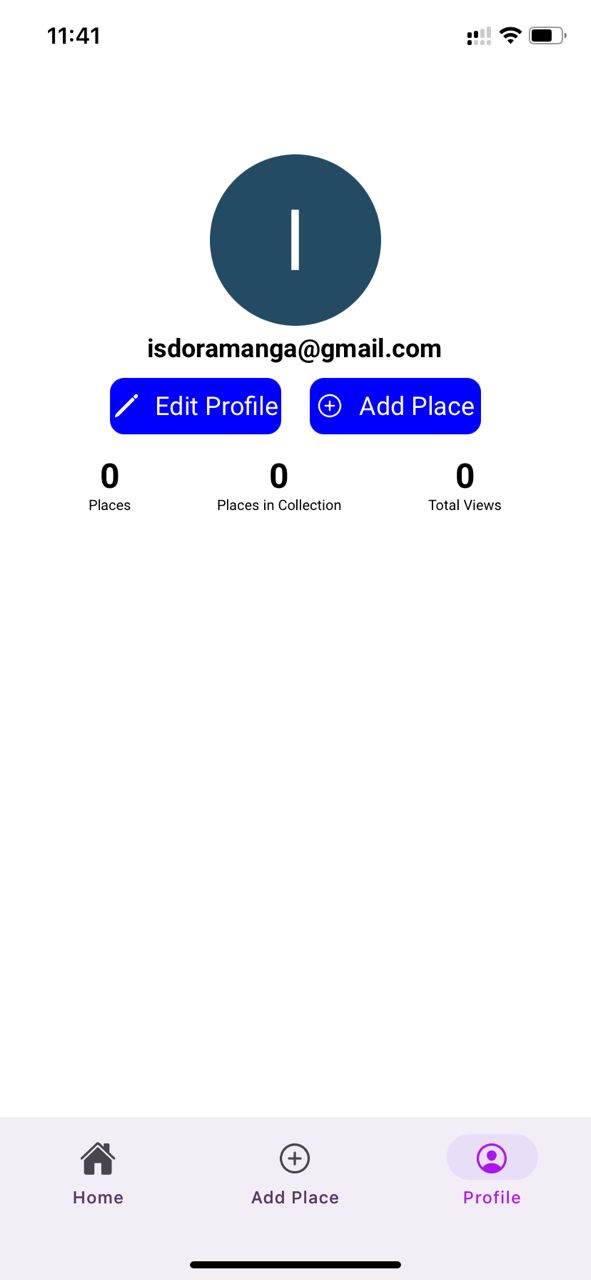 11:41
I
isdoramanga@gmail.com
Edit Profile Add Place
0 0 0
Places Places in Collection Total Views
Home Add Place Profile